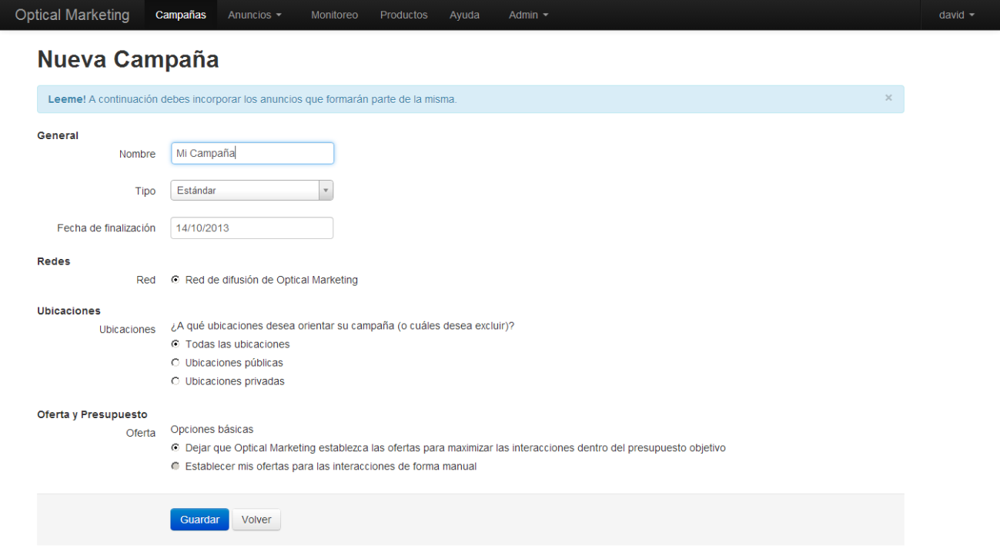 Optical Marketing Campañas Anuncios Monitoreo Productos Ayuda Admin david
Nueva Campaña
Leeme! A continuación debes incorporar los anuncios que formarán parte de la misma. ×
General
Nombre Mi Campaña
Tipo Estándar
Fecha de finalización 14/10/2013
Redes
Red Red de difusión de Optical Marketing
Ubicaciones
Ubicaciones ¿A qué ubicaciones desea orientar su campaña (o cuáles desea excluir)?
Todas las ubicaciones
Ubicaciones públicas
Ubicaciones privadas
Oferta y Presupuesto
Oferta Opciones básicas
Dejar que Optical Marketing establezca las ofertas para maximizar las interacciones dentro del presupuesto objetivo
Establecer mis ofertas para las interacciones de forma manual
Guardar Volver